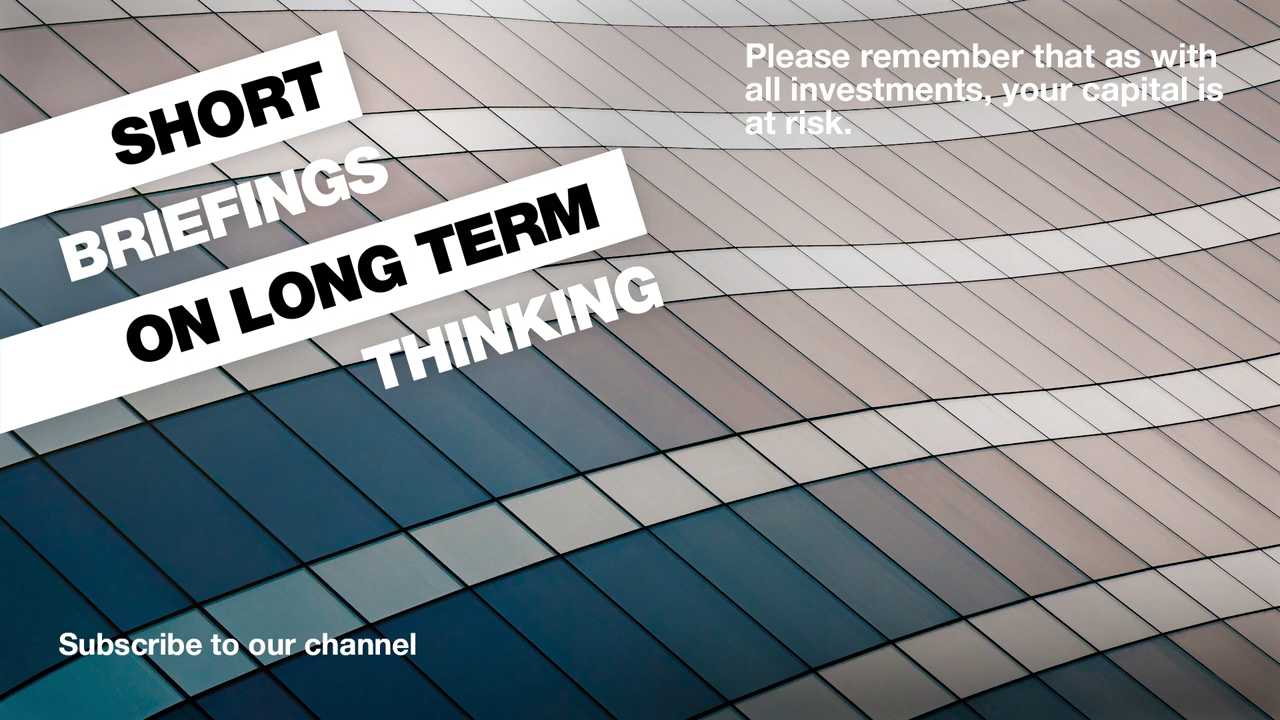 SHORT
BRIEFINGS
ON LONG TERM
THINKING
Please remember that as with
all investments, your capital is
at risk.
Subscribe to our channel